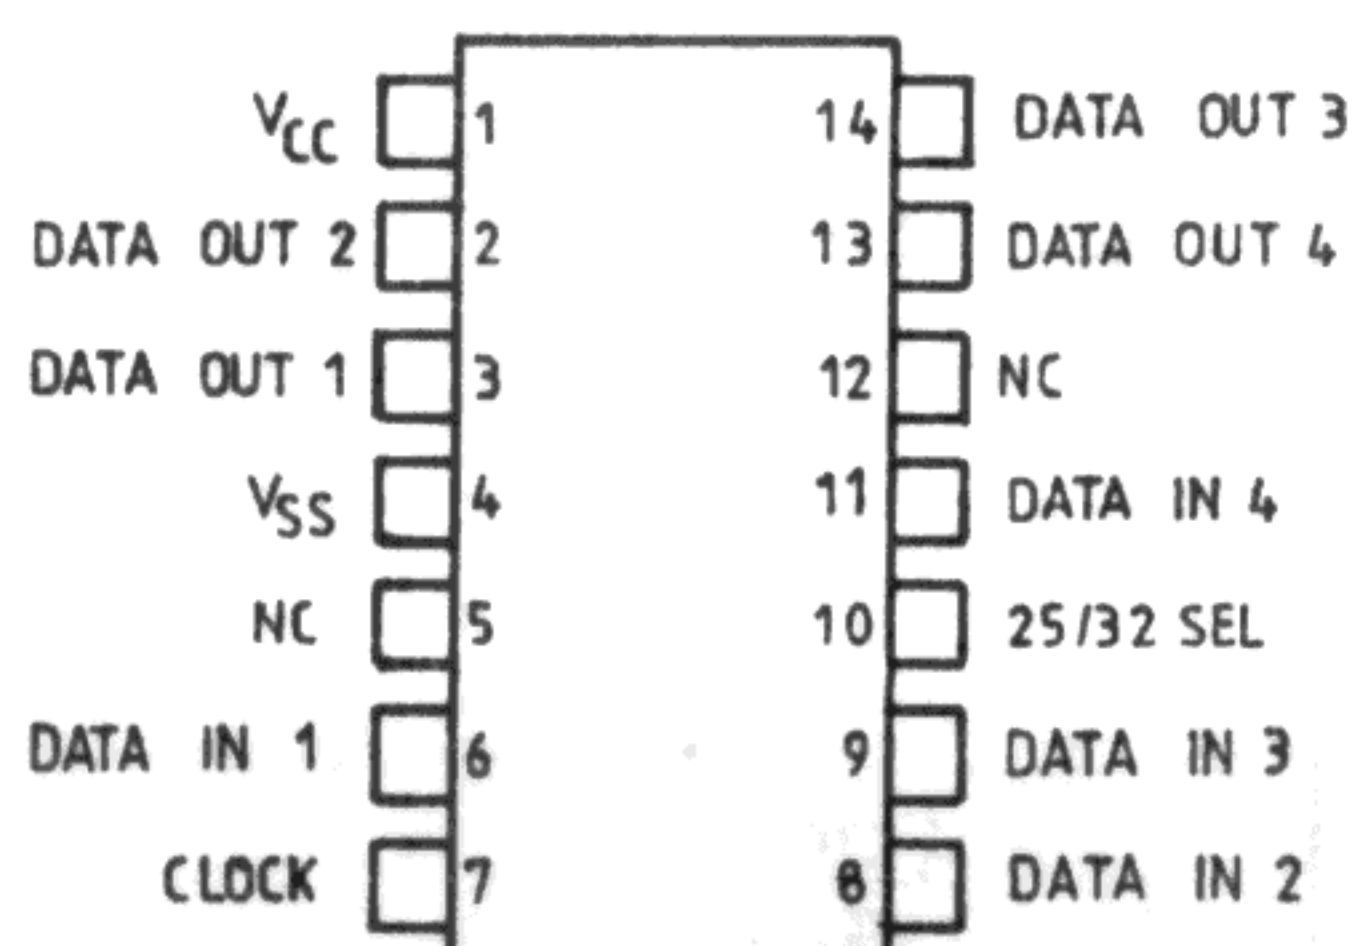 VCC 1 14 DATA OUT 3
DATA OUT 2 2 13 DATA OUT 4
DATA OUT 1 3 12 NC
VSS 4 11 DATA IN 4
NC 5 10 25/32 SEL
DATA IN 1 6 9 DATA IN 3
CLOCK 7 8 DATA IN 2